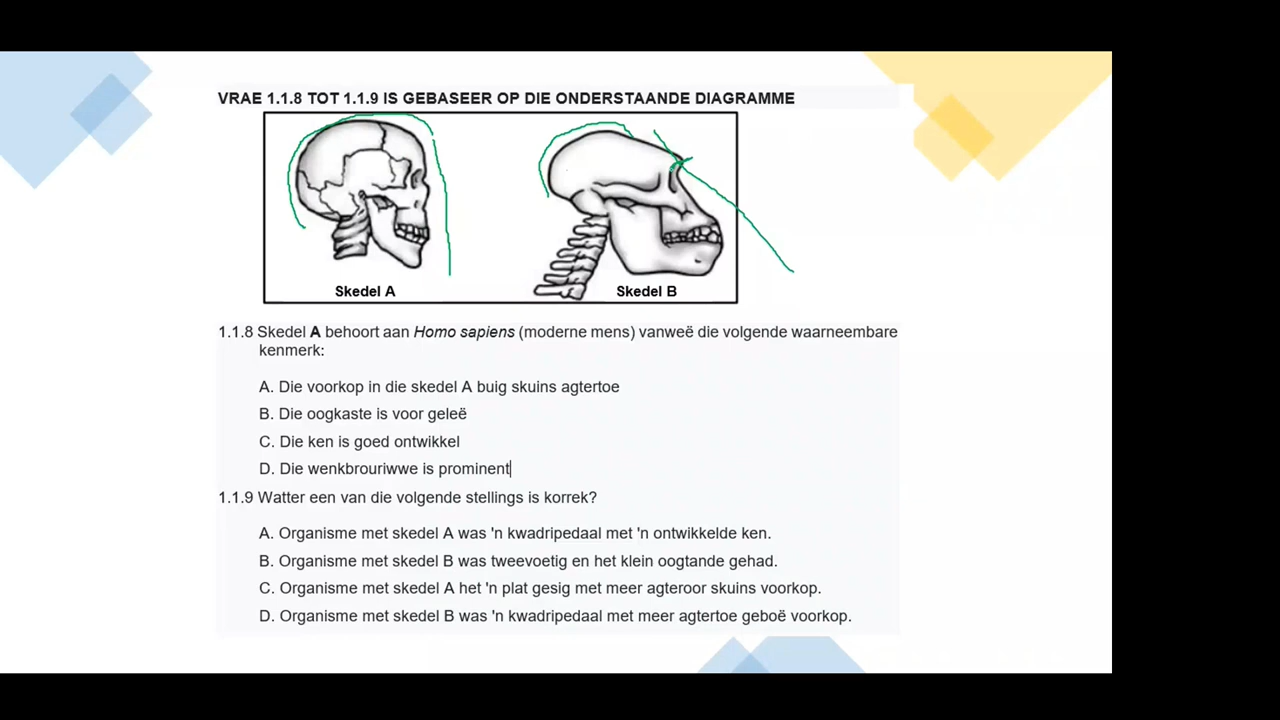 VRAE 1.1.8 TOT 1.1.9 IS GEBASEER OP DIE ONDERSTAANDE DIAGRAMME
Skedel A
Skedel B
1.1.8 Skedel A behoort aan Homo sapiens (moderne mens) vanweë die volgende waarneembare
kenmerk:
A. Die voorkop in die skedel A buig skuins agtertoe
B. Die oogkaste is voor geleë
C. Die ken is goed ontwikkel
D. Die wenkbrouriwwe is prominent
1.1.9 Watter een van die volgende stellings is korrek?
A. Organisme met skedel A was 'n kwadripedaal met 'n ontwikkelde ken.
B. Organisme met skedel B was tweevoetig en het klein oogtande gehad.
C. Organisme met skedel A het 'n plat gesig met meer agteroor skuins voorkop.
D. Organisme met skedel B was 'n kwadripedaal met meer agtertoe geboë voorkop.